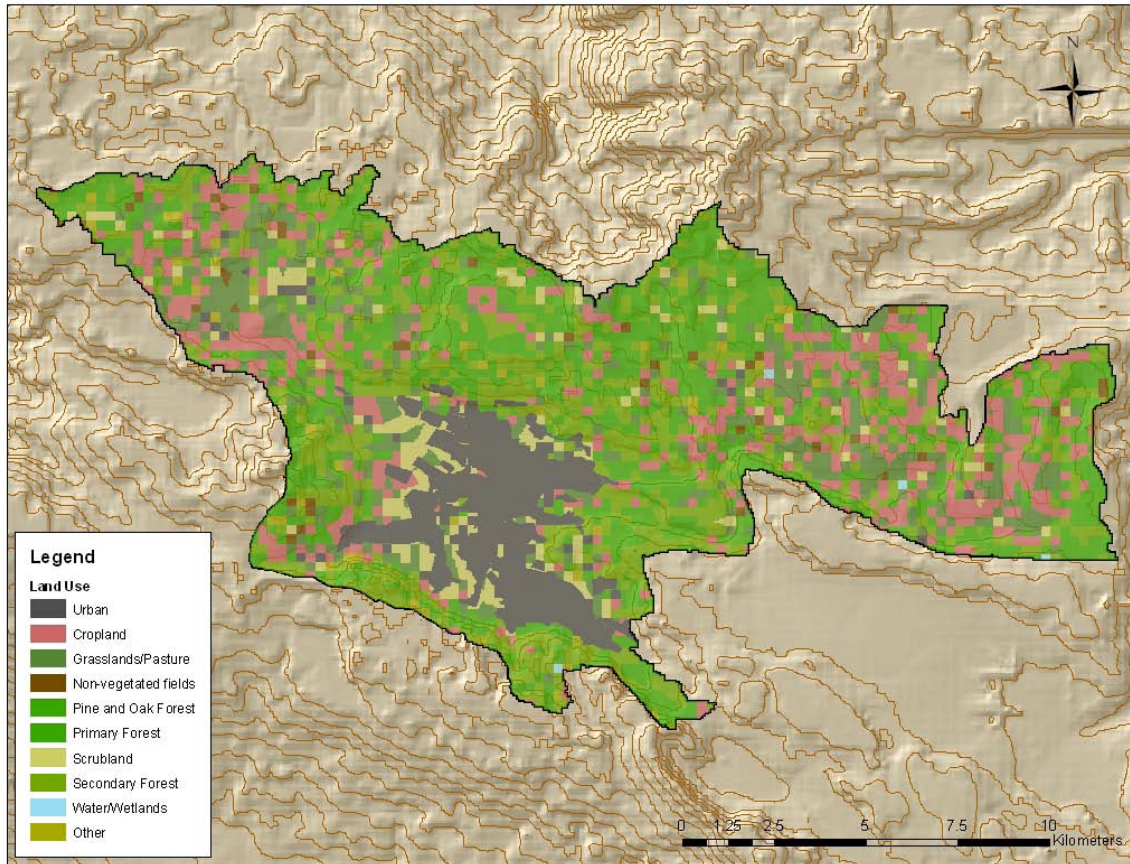 N
Legend
Land Use
Urban
Cropland
Grasslands/Pasture
Non-vegetated fields
Pine and Oak Forest
Primary Forest
Scrubland
Secondary Forest
Water/Wetlands
Other
0 1.25 2.5 5 7.5 10
Kilometers